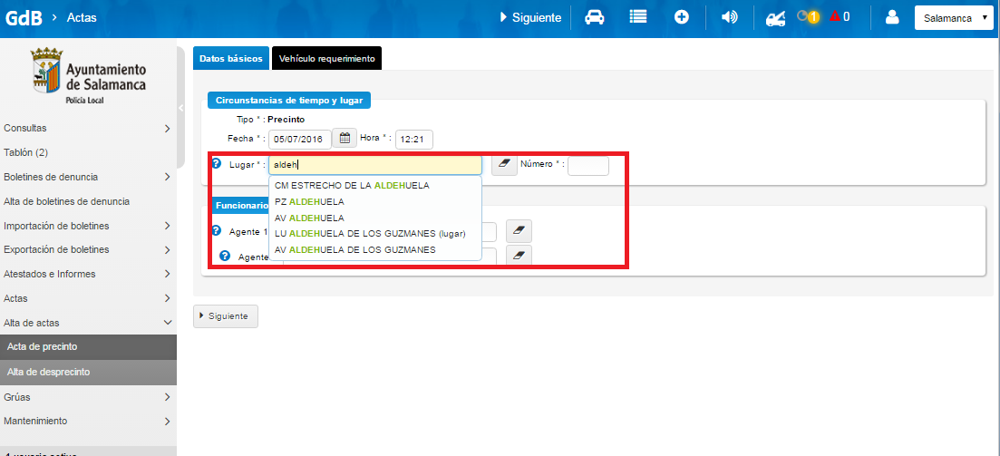 GdB > Actas
Siguiente
1
0
Salamanca
Ayuntamiento
de Salamanca
Policía Local
Consultas
Tablón (2)
Boletines de denuncia
Alta de boletines de denuncia
Importación de boletines
Exportación de boletines
Atestados e Informes
Actas
Alta de actas
Acta de precinto
Alta de desprecinto
Grúas
Mantenimiento
Datos básicos
Vehículo requerimiento
Circunstancias de tiempo y lugar
Tipo * : Precinto
Fecha * : 05/07/2016 Hora * : 12:21
Lugar * : aldeh Número * :
CM ESTRECHO DE LA ALDEHUELA
PZ ALDEHUELA
AV ALDEHUELA
LU ALDEHUELA DE LOS GUZMANES (lugar)
AV ALDEHUELA DE LOS GUZMANES
Funcionario
Agente 1
Agente
Siguiente